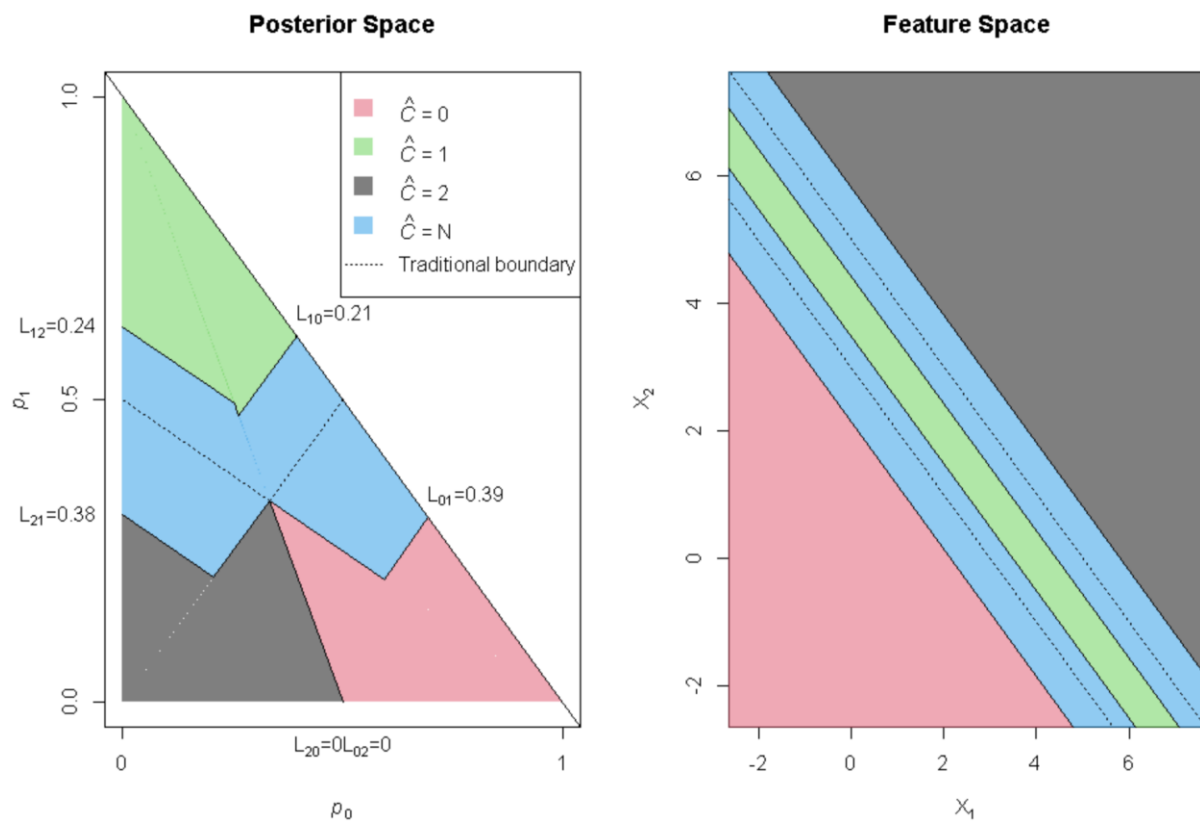 Posterior Space
Feature Space
Ĉ = 0
Ĉ = 1
Ĉ = 2
Ĉ = N
Traditional boundary
1.0
0.5
0.0
p₁
L₁₂=0.24
L₂₁=0.38
L₁₀=0.21
L₀₁=0.39
L₂₀=0L₀₂=0
0
1
p₀
6
4
2
0
-2
X₂
-2
0
2
4
6
X₁